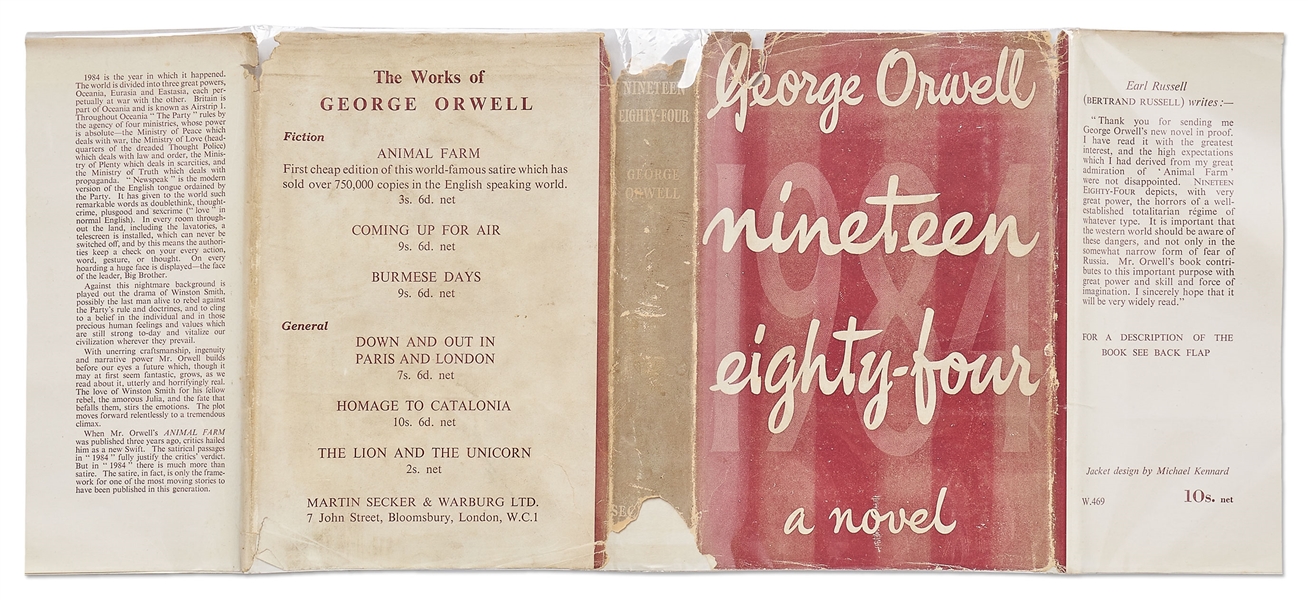 1984 is the year in which it happened.
The world is divided into three great powers,
Oceania, Eurasia and Eastasia, each per-
petually at war with the other. Britain is
part of Oceania and is known as Airstrip I
Throughout Oceania "The Party" rules by
the agency of four ministries, whose power
is absolute—the Ministry of Peace which
deals with war, the Ministry of Love (head-
quarters of the dreaded Thought Police)
which deals with law and order, the Minis-
try of Plenty which deals in scarcities, and
the Ministry of Truth which deals with
propaganda. "Newspeak" is the modern
version of the English tongue ordained by
the Party. It has given to the world such
remarkable words as doublethink, thought-
crime, plusgood and sexcrime ("love" in
normal English). In every room through-
out the land, including the lavatories, a
telescreen is installed, which can never be
switched off, and by this means the authori-
ties keep a check on your every action,
word, gesture, or thought. On every
hoarding a huge face is displayed—the face
of the leader, Big Brother.
Against this nightmare background is
played out the drama of Winston Smith,
possibly the last man alive to rebel against
the Party's rule and doctrines, and to cling
to a belief in the individual and in those
precious human feelings and values which
are still strong to-day and vitalize our
civilization wherever they prevail.
With unerring craftsmanship, ingenuity
and narrative power Mr. Orwell builds
before our eyes a future which, though it
may at first seem fantastic, grows, as we
read about it, utterly and horrifyingly real.
The love of Winston Smith for his fellow
rebel, the amorous Julia, and the fate that
befalls them, stirs the emotions. The plot
moves forward relentlessly to a tremendous
climax.
When Mr. Orwell's ANIMAL FARM
was published three years ago, critics hailed
him as a new Swift. The satirical passages
in "1984" fully justify the critics' verdict.
But in "1984" there is much more than
satire. The satire, in fact, is only the frame-
work for one of the most moving stories to
have been published in this generation.
The Works of
GEORGE ORWELL
Fiction
ANIMAL FARM
First cheap edition of this world-famous satire which has
sold over 750,000 copies in the English speaking world.
3s. 6d. net
COMING UP FOR AIR
9s. 6d. net
BURMESE DAYS
9s. 6d. net
General
DOWN AND OUT IN
PARIS AND LONDON
7s. 6d. net
HOMAGE TO CATALONIA
10s. 6d. net
THE LION AND THE UNICORN
2s. net
MARTIN SECKER & WARBURG LTD.
7 John Street, Bloomsbury, London, W.C.1
NINETEEN
EIGHTY-FOUR
GEORGE
ORWELL
SEC
George Orwell
1984
nineteen
eighty-four
a novel
Earl Russell
(BERTRAND RUSSELL) writes:—
"Thank you for sending me
George Orwell's new novel in proof.
I have read it with the greatest
interest, and the high expectations
which I had derived from my great
admiration of 'Animal Farm'
were not disappointed. NINETEEN
EIGHTY-FOUR depicts, with very
great power, the horrors of a well-
established totalitarian régime of
whatever type. It is important that
the western world should be aware of
these dangers, and not only in the
somewhat narrow form of fear of
Russia. Mr. Orwell's book contri-
butes to this important purpose with
great power and skill and force of
imagination. I sincerely hope that it
will be very widely read."
FOR A DESCRIPTION OF THE
BOOK SEE BACK FLAP
Jacket design by Michael Kennard
W.469 10s. net